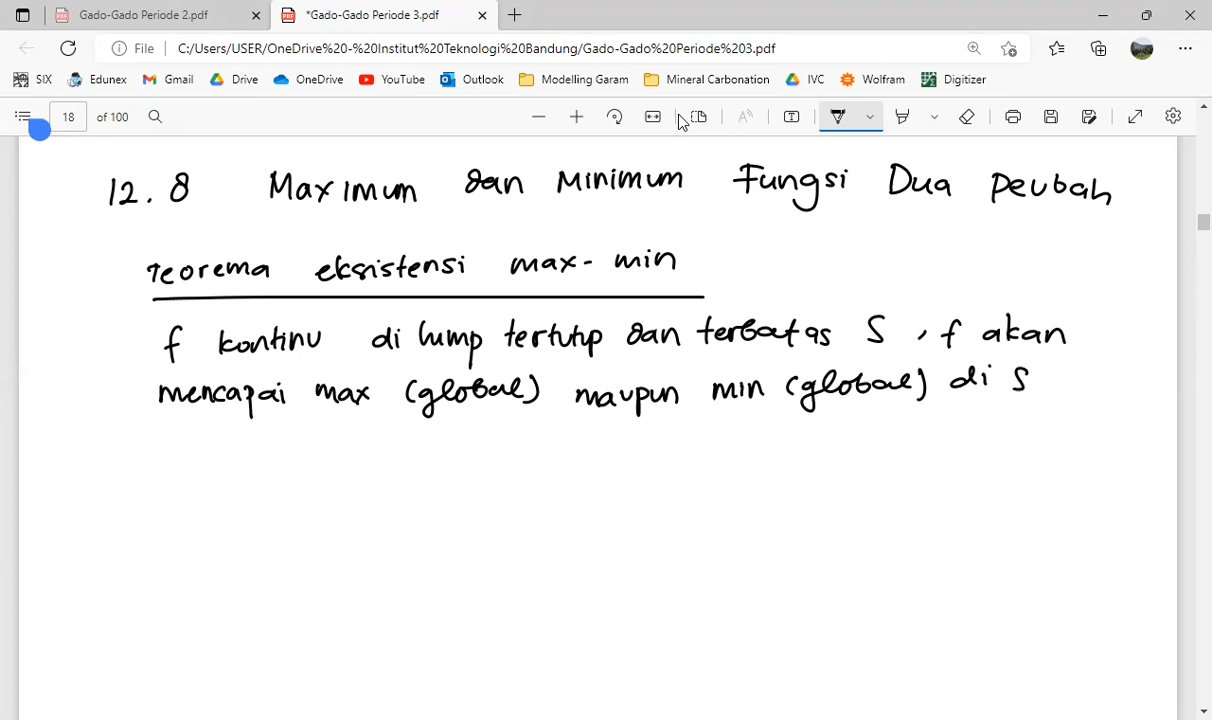 Gado-Gado Periode 2.pdf
*Gado-Gado Periode 3.pdf
File
C:/Users/USER/OneDrive%20-%20Institut%20Teknologi%20Bandung/Gado-Gado%20Periode%203.pdf
SIX Edunex Gmail Drive OneDrive YouTube Outlook Modelling Garam Mineral Carbonation IVC Wolfram Digitizer
18 of 100
12.8 Maximum dan Minimum Fungsi Dua Peubah
Teorema eksistensi max-min
f kontinu di himp tertutup dan terbatas S, f akan
mencapai max (global) maupun min (global) di S